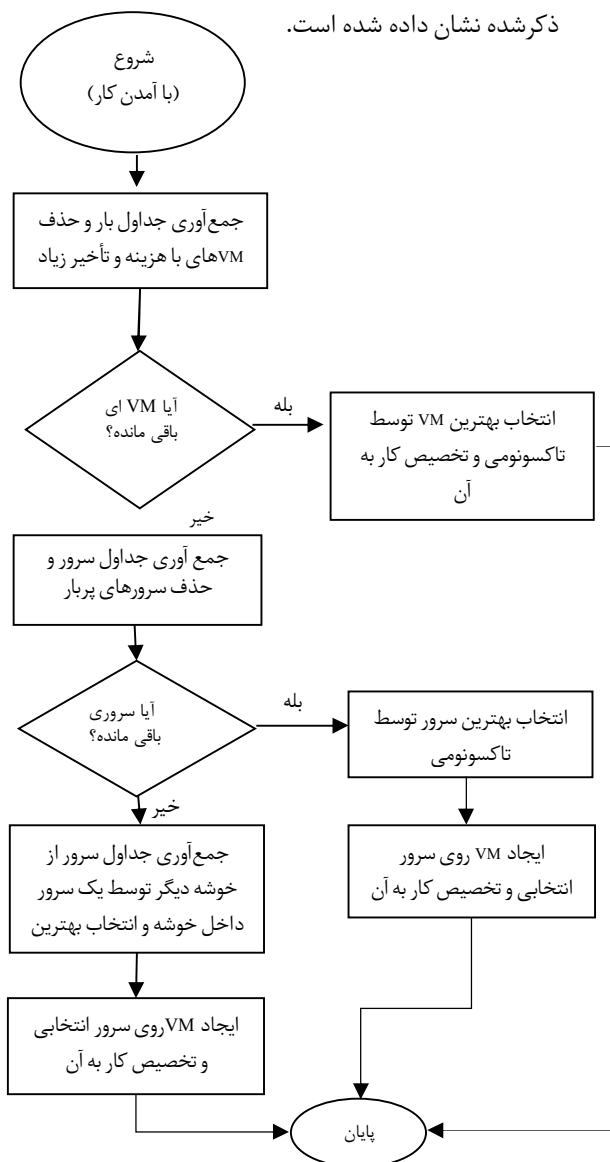 ذکرشده نشان داده شده است.
شروع
(با آمدن کار)
جمع‌آوری جداول بار و حذف
VMهای با هزینه و تأخیر زیاد
آیا VM ای
باقی مانده؟
بله
انتخاب بهترین VM توسط
تاکسونومی و تخصیص کار به
آن
خیر
جمع آوری جداول سرور و
حذف سرورهای پربار
آیا سروری
باقی مانده؟
بله
انتخاب بهترین سرور توسط
تاکسونومی
خیر
جمع‌آوری جداول سرور از
خوشه دیگر توسط یک سرور
داخل خوشه و انتخاب بهترین
ایجاد VM روی سرور
انتخابی و تخصیص کار به آن
ایجاد VMروی سرور انتخابی
و تخصیص کار به آن
پایان